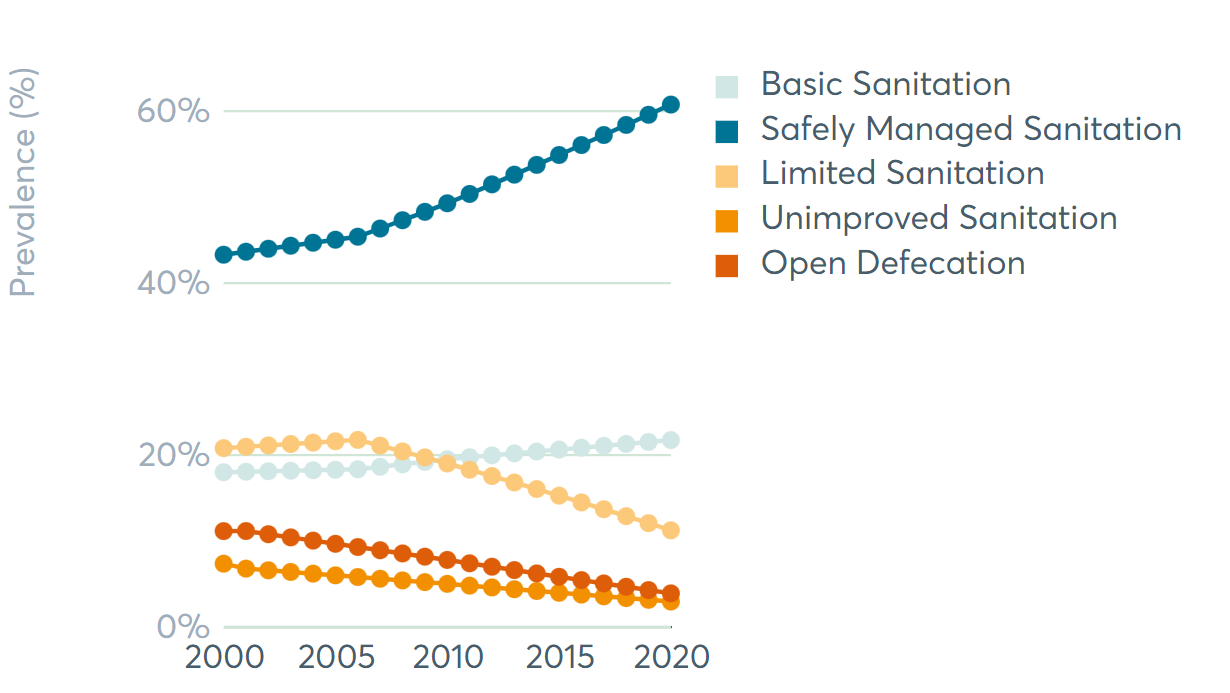 Prevalence (%)
60%
40%
20%
0%
2000 2005 2010 2015 2020
Basic Sanitation
Safely Managed Sanitation
Limited Sanitation
Unimproved Sanitation
Open Defecation